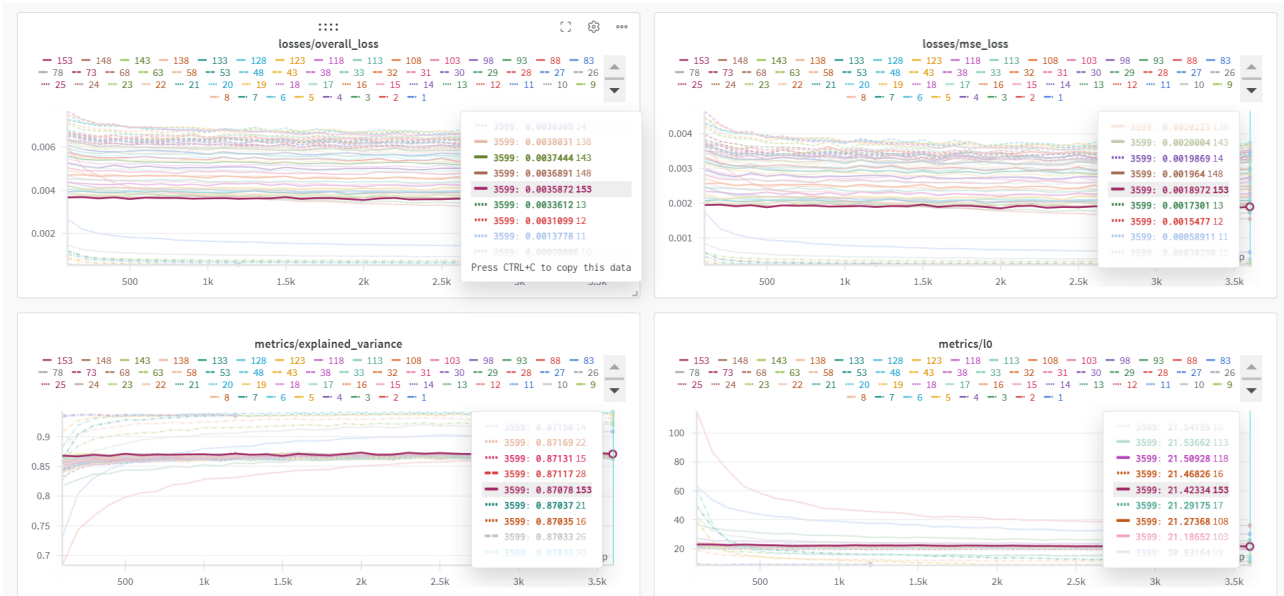 losses/overall_loss
153 148 143 138 133 128 123 118 113 108 103 98 93 88 83
78 73 68 63 58 53 48 43 38 33 32 31 30 29 28 27 26
25 24 23 22 21 20 19 18 17 16 15 14 13 12 11 10 9
8 7 6 5 4 3 2 1
0.006
0.004
0.002
500 1k 1.5k 2k 2.5k 3k 3.5k
3599: 0.0038305 14
3599: 0.0038031 138
3599: 0.0037444 143
3599: 0.0036891 148
3599: 0.0035872 153
3599: 0.0033612 13
3599: 0.0031099 12
3599: 0.0013778 11
Press CTRL+C to copy this data
losses/mse_loss
153 148 143 138 133 128 123 118 113 108 103 98 93 88 83
78 73 68 63 58 53 48 43 38 33 32 31 30 29 28 27 26
25 24 23 22 21 20 19 18 17 16 15 14 13 12 11 10 9
8 7 6 5 4 3 2 1
0.004
0.003
0.002
0.001
500 1k 1.5k 2k 2.5k 3k 3.5k
3599: 0.0020223 138
3599: 0.0020004 143
3599: 0.0019869 14
3599: 0.001964 148
3599: 0.0018972 153
3599: 0.0017301 13
3599: 0.0015477 12
3599: 0.00058911 11
metrics/explained_variance
153 148 143 138 133 128 123 118 113 108 103 98 93 88 83
78 73 68 63 58 53 48 43 38 33 32 31 30 29 28 27 26
25 24 23 22 21 20 19 18 17 16 15 14 13 12 11 10 9
8 7 6 5 4 3 2 1
0.9
0.85
0.8
0.75
0.7
500 1k 1.5k 2k 2.5k 3k 3.5k
3599: 0.87198 14
3599: 0.87169 22
3599: 0.87131 15
3599: 0.87117 28
3599: 0.87078 153
3599: 0.87037 21
3599: 0.87035 16
3599: 0.87033 26
3599: 0.87033 20
metrics/l0
153 148 143 138 133 128 123 118 113 108 103 98 93 88 83
78 73 68 63 58 53 48 43 38 33 32 31 30 29 28 27 26
25 24 23 22 21 20 19 18 17 16 15 14 13 12 11 10 9
8 7 6 5 4 3 2 1
100
80
60
40
20
500 1k 1.5k 2k 2.5k 3k 3.5k
3599: 21.54199 10
3599: 21.53662 113
3599: 21.50928 118
3599: 21.46826 16
3599: 21.42334 153
3599: 21.29175 17
3599: 21.27368 108
3599: 21.18652 103
3599: 20.93164 98